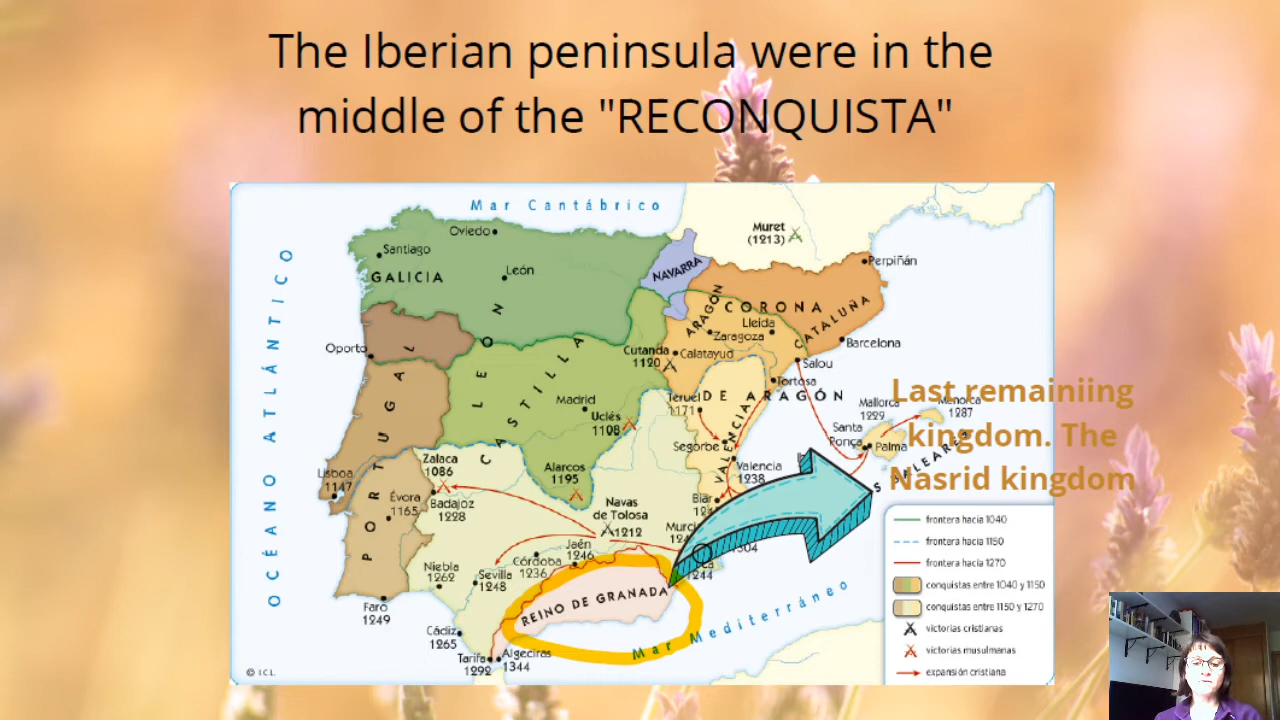 The Iberian peninsula were in the
middle of the "RECONQUISTA"
Mar Cantábrico
Oviedo
Muret
(1213)
Santiago
Perpiñán
GALICIA
León
NAVARRA
OCÉANO ATLÁNTICO
ARAGÓN
CORONA
CATALUÑA
Lleida
Zaragoza
Oporto
Cutanda
1120
Calatayud
Barcelona
Salou
LEON
CASTILLA
Tortosa
DE ARAGÓN
Last remainiing
kingdom. The
Nasrid kingdom
Mallorca
1229
Menorca
1287
Madrid
Teruel
1171
Uclés
1108
Santa
Ponça
Palma
PORTUGAL
VALENCIA
Segorbe
Zalaca
1086
Alarcos
1195
Valencia
1238
Lisboa
1147
Évora
1165
Badajoz
1228
Navas
de Tolosa
1212
Biar
frontera hacia 1040
Jaén
1246
frontera hacia 1150
Córdoba
1236
frontera hacia 1270
Niebla
1262
Sevilla
1248
1244
conquistas entre 1040 y 1150
REINO DE GRANADA
conquistas entre 1150 y 1270
Faro
1249
Mar Mediterráneo
victorias cristianas
Cádiz
1265
victorias musulmanas
Tarifa
1292
Algeciras
1344
expansión cristiana
© I.C.L.